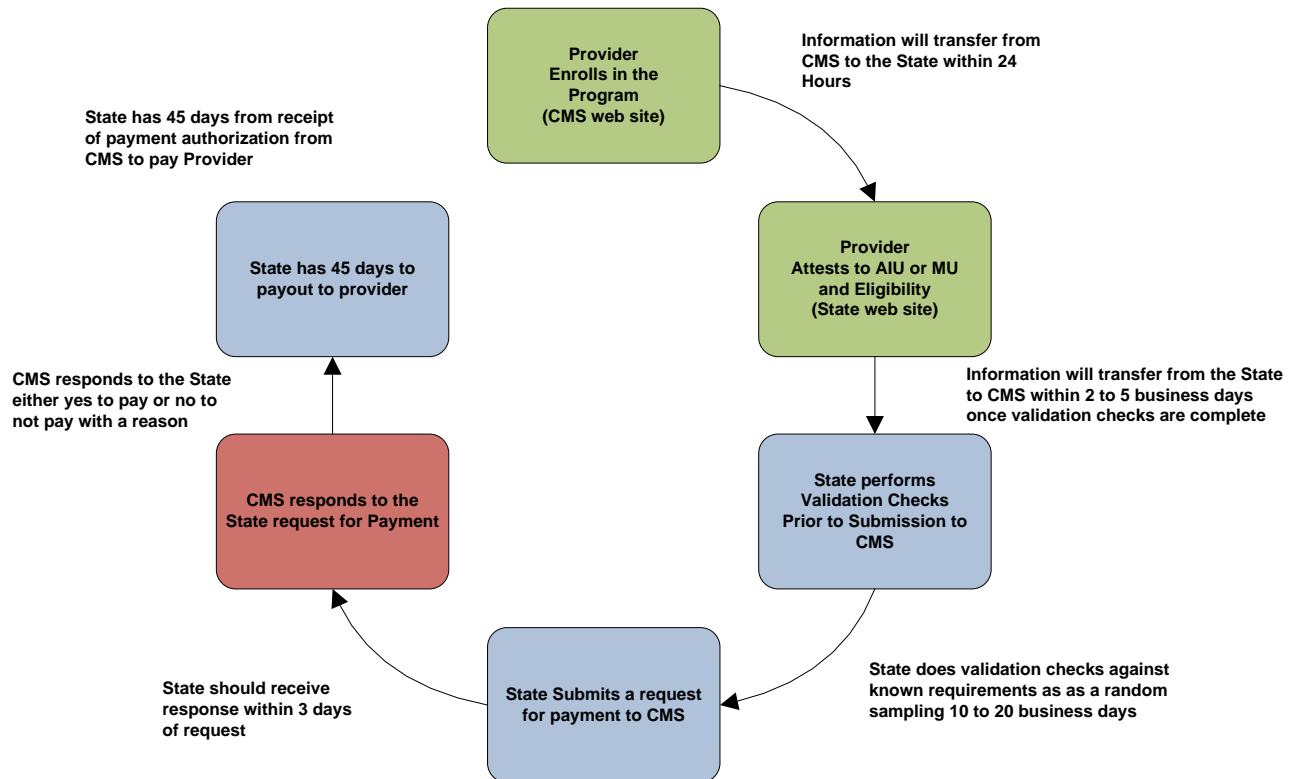 Provider
Enrolls in the
Program
(CMS web site)
Information will transfer from
CMS to the State within 24
Hours
Provider
Attests to AIU or MU
and Eligibility
(State web site)
Information will transfer from the State
to CMS within 2 to 5 business days
once validation checks are complete
State performs
Validation Checks
Prior to Submission to
CMS
State does validation checks against
known requirements as as a random
sampling 10 to 20 business days
State Submits a request
for payment to CMS
State should receive
response within 3 days
of request
CMS responds to the
State request for Payment
CMS responds to the State
either yes to pay or no to
not pay with a reason
State has 45 days to
payout to provider
State has 45 days from receipt
of payment authorization from
CMS to pay Provider